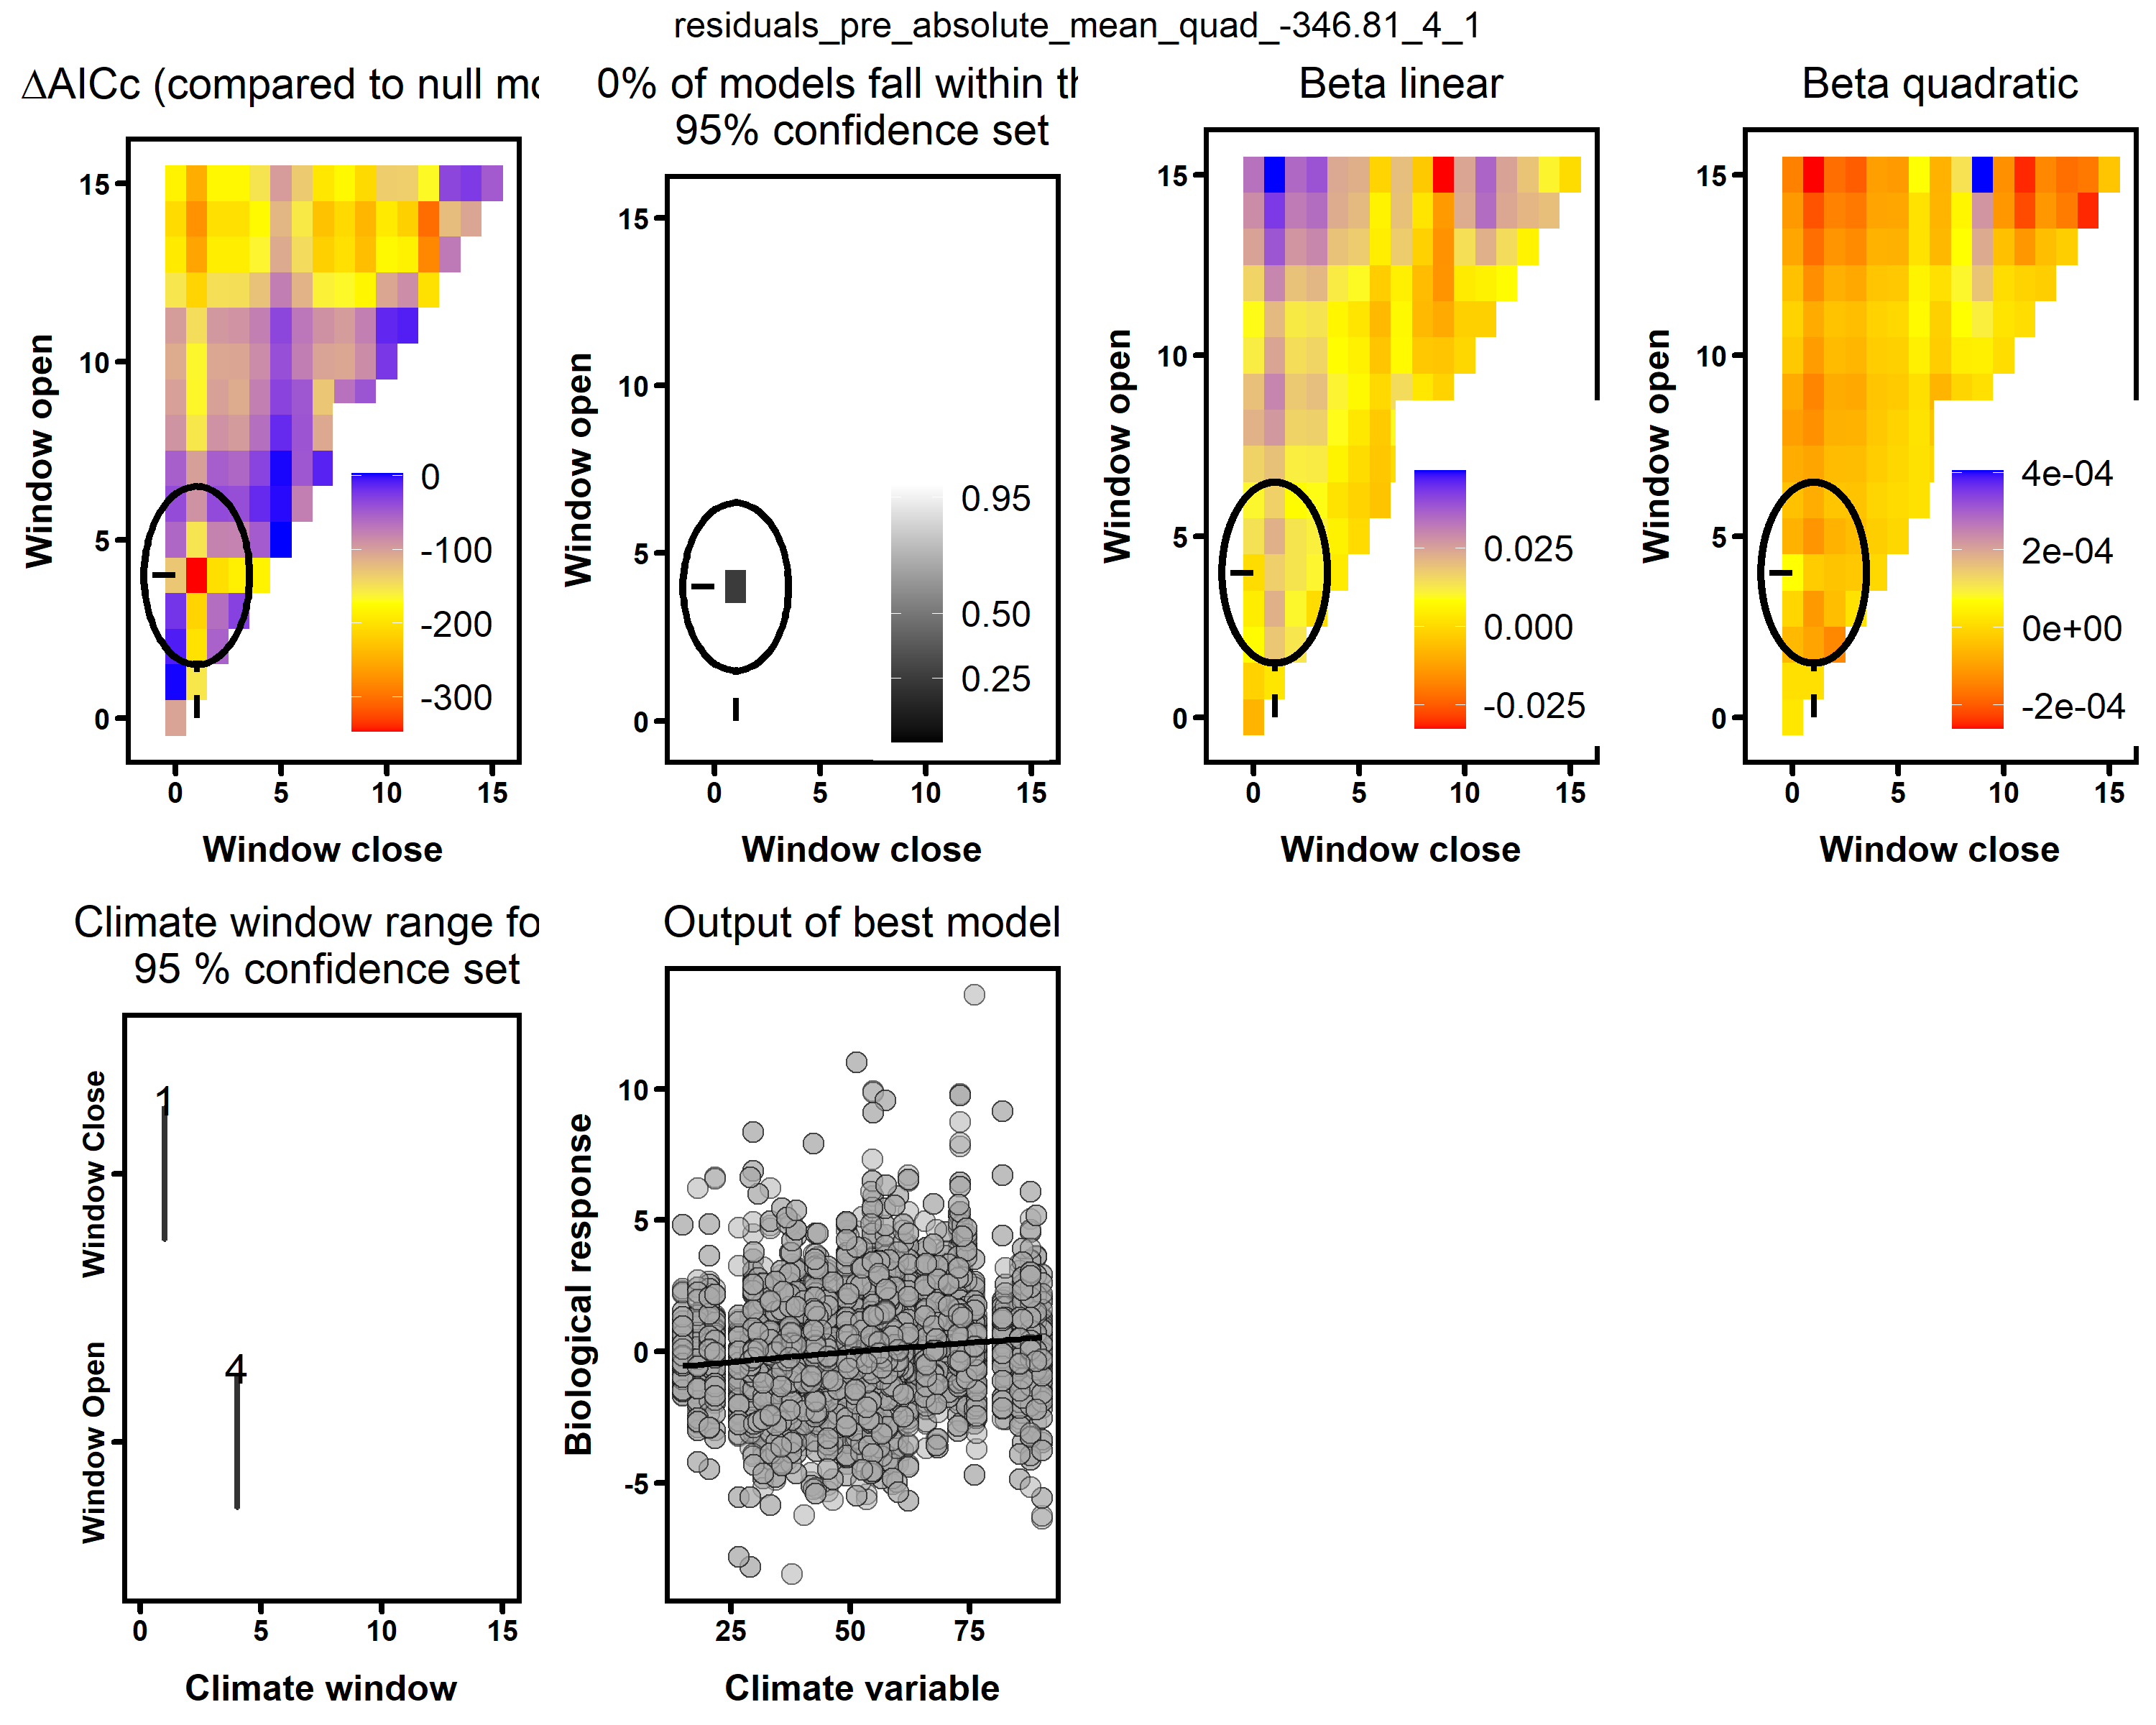 residuals_pre_absolute_mean_quad_-346.81_4_1
ΔAICc (compared to null mo
15
10
5
0
0
5
10
15
Window open
Window close
0
-100
-200
-300
0% of models fall within th
95% confidence set
15
10
5
0
0
5
10
15
Window open
Window close
0.95
0.50
0.25
Beta linear
15
10
5
0
0
5
10
15
Window open
Window close
0.025
0.000
-0.025
Beta quadratic
15
10
5
0
0
5
10
15
Window open
Window close
4e-04
2e-04
0e+00
-2e-04
Climate window range fo
95 % confidence set
Window Close
Window Open
1
4
0
5
10
15
Climate window
Output of best model
10
5
0
-5
25
50
75
Biological response
Climate variable